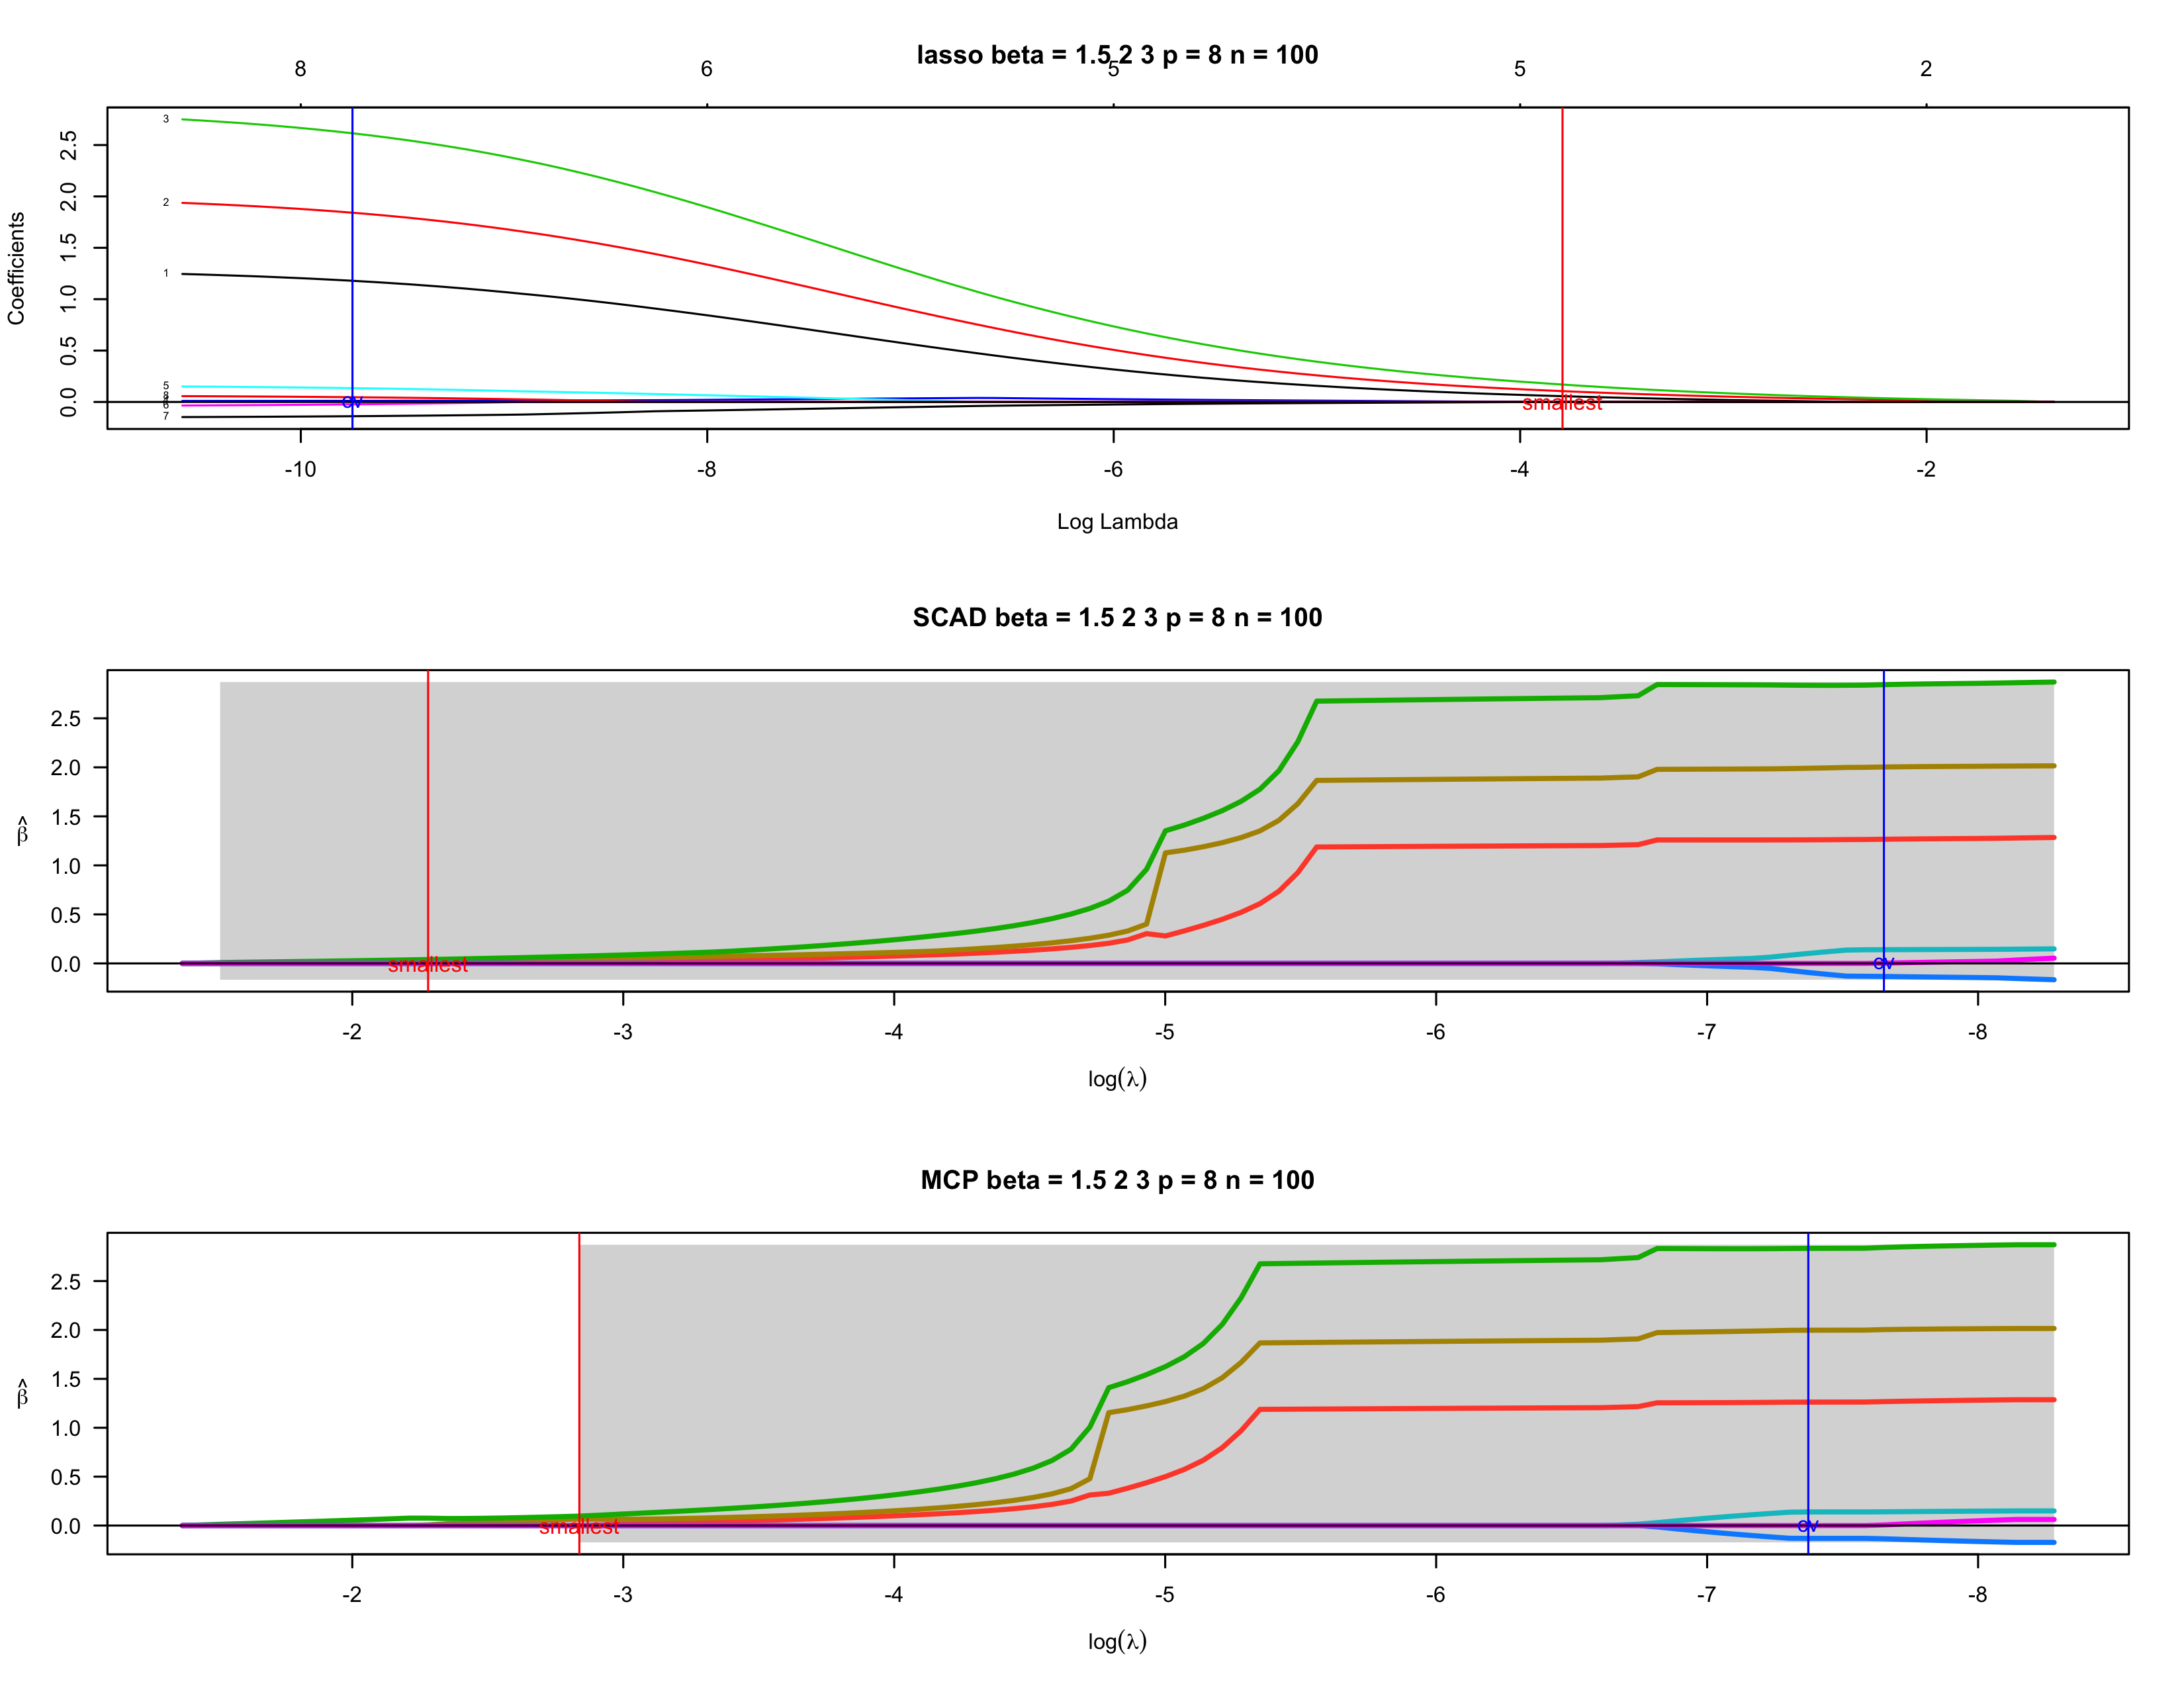 lasso beta = 1.5 2 3 p = 8 n = 100
8 6 5 5 2
Coefficients
2.5
2.0
1.5
1.0
0.5
0.0
3
2
1
5
8
6
7
cv
smallest
-10 -8 -6 -4 -2
Log Lambda
SCAD beta = 1.5 2 3 p = 8 n = 100
β̂
2.5
2.0
1.5
1.0
0.5
0.0
smallest
cv
-2 -3 -4 -5 -6 -7 -8
log(λ)
MCP beta = 1.5 2 3 p = 8 n = 100
β̂
2.5
2.0
1.5
1.0
0.5
0.0
smallest
cv
-2 -3 -4 -5 -6 -7 -8
log(λ)